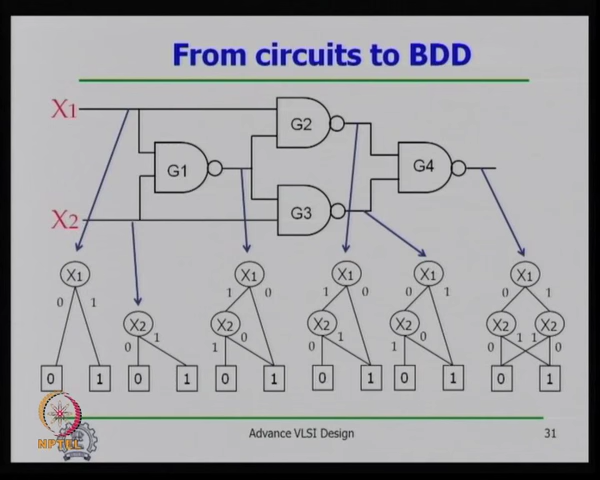 From circuits to BDD
X1
G2
G1
G4
X2
G3
X1 X1 X1 X1 X1
0 1 1 0 1 0 0 1 0 1
X2 X2 X2 X2 X2 X2
0 1 1 0 0 1 1 0 0 1 1 0
0 1 0 1 0 1 0 1 0 1 0 1
NPTEL
Advance VLSI Design
31